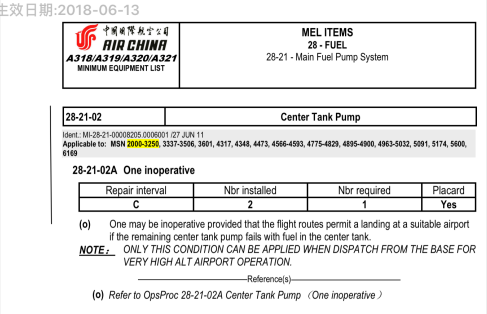 生效日期:2018-06-13
中国国际航空公司
AIR CHINA
A318/A319/A320/A321
MINIMUM EQUIPMENT LIST
MEL ITEMS
28 - FUEL
28-21 - Main Fuel Pump System
28-21-02 Center Tank Pump
Ident.: MI-28-21-00008205.0006001 /27 JUN 11
Applicable to: MSN 2000-3250, 3337-3506, 3601, 4317, 4348, 4473, 4566-4593, 4775-4829, 4895-4900, 4963-5032, 5091, 5174, 5600,
6169
28-21-02A One inoperative
Repair interval Nbr installed Nbr required Placard
C 2 1 Yes
(o) One may be inoperative provided that the flight routes permit a landing at a suitable airport
if the remaining center tank pump fails with fuel in the center tank.
NOTE: ONLY THIS CONDITION CAN BE APPLIED WHEN DISPATCH FROM THE BASE FOR
VERY HIGH ALT AIRPORT OPERATION.
Reference(s)
(o) Refer to OpsProc 28-21-02A Center Tank Pump （One inoperative）